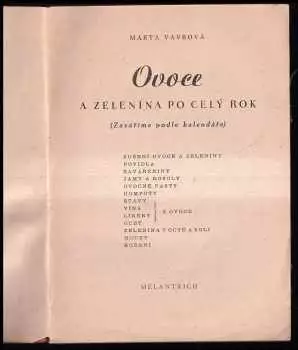 MARTA VAVROVÁ
Ovoce
A ZELENINA PO CELÝ ROK
(Zavaříme podle kalendáře)
SUŠENÍ OVOCE A ZELENINY
POVIDLA
ZAVAŘENINY
JAMY A ROSOLY
OVOCNÉ PASTY
KOMPOTY
ŠŤÁVY
VÍNA
LIKÉRY
Z OVOCE
OCET
ZELENINA V OCTĚ A SOLI
HOUBY
KOŘENÍ
MELANTRICH